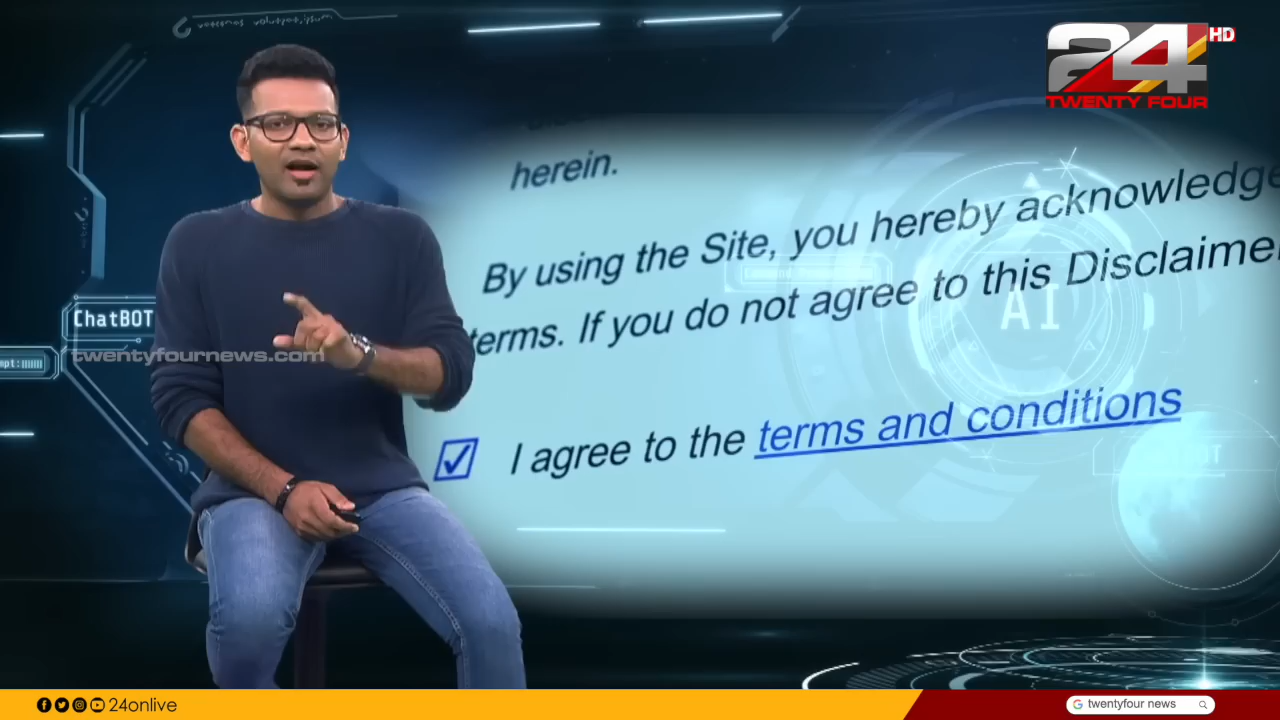 24 HD
TWENTY FOUR
herein.
By using the Site, you hereby acknowledge
terms. If you do not agree to this Disclaimer
AI
I agree to the terms and conditions
ChatBOT
twentyfournews.com
24onlive
twentyfour news